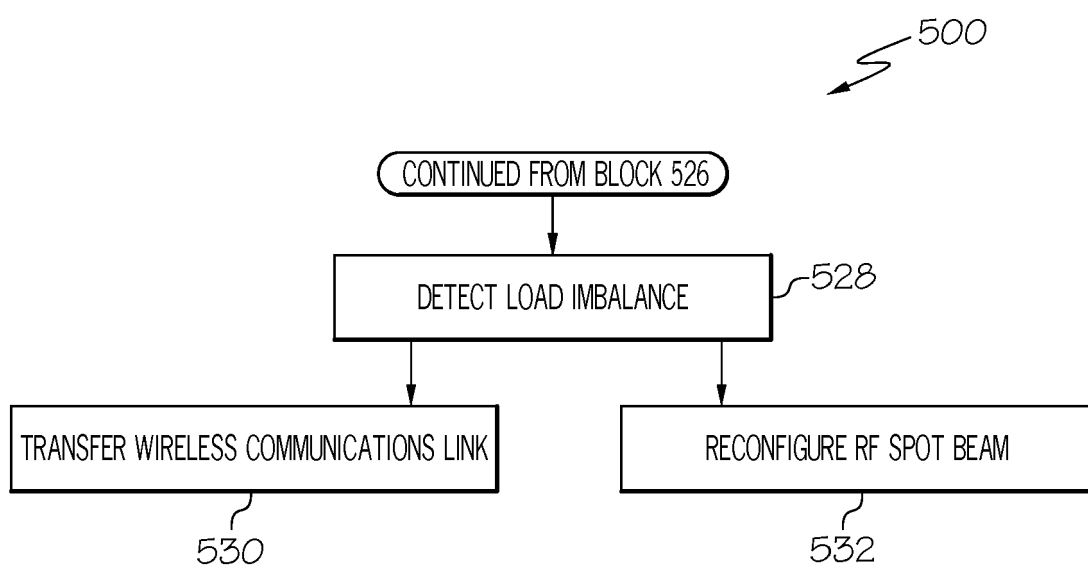 500
CONTINUED FROM BLOCK 526
DETECT LOAD IMBALANCE
528
TRANSFER WIRELESS COMMUNICATIONS LINK
RECONFIGURE RF SPOT BEAM
530
532